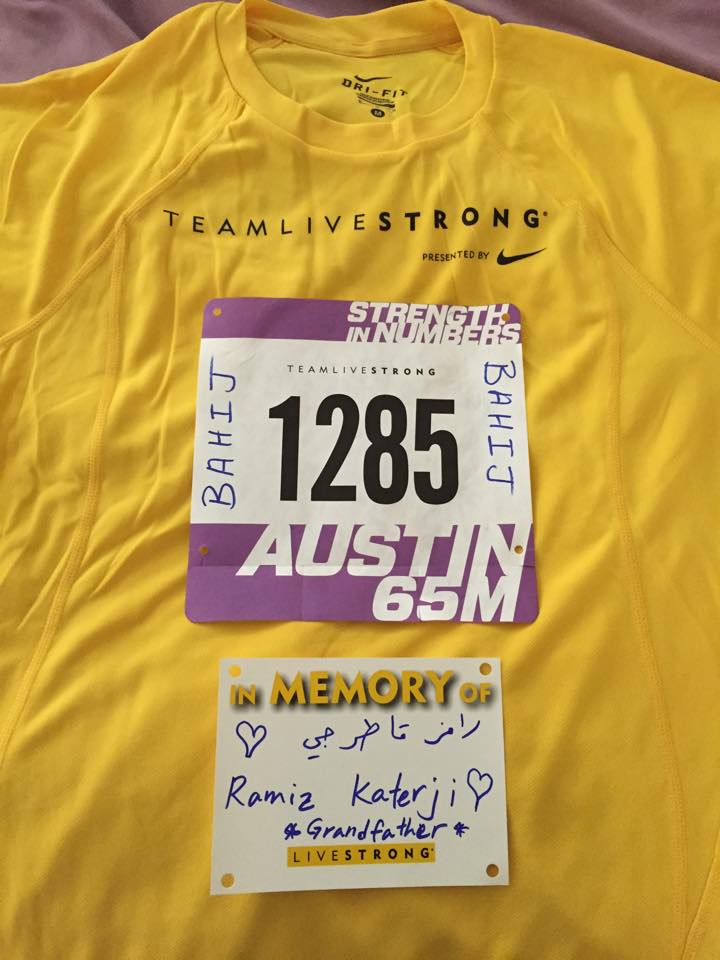 DRI-FIT
M
TEAMLIVESTRONG
PRESENTED BY
STRENGTH
IN NUMBERS
TEAMLIVESTRONG
BAHIJ
1285
BAHIJ
AUSTIN
65M
IN MEMORY OF
رامز قاطرجي
Ramiz Katerji
*Grandfather*
LIVESTRONG